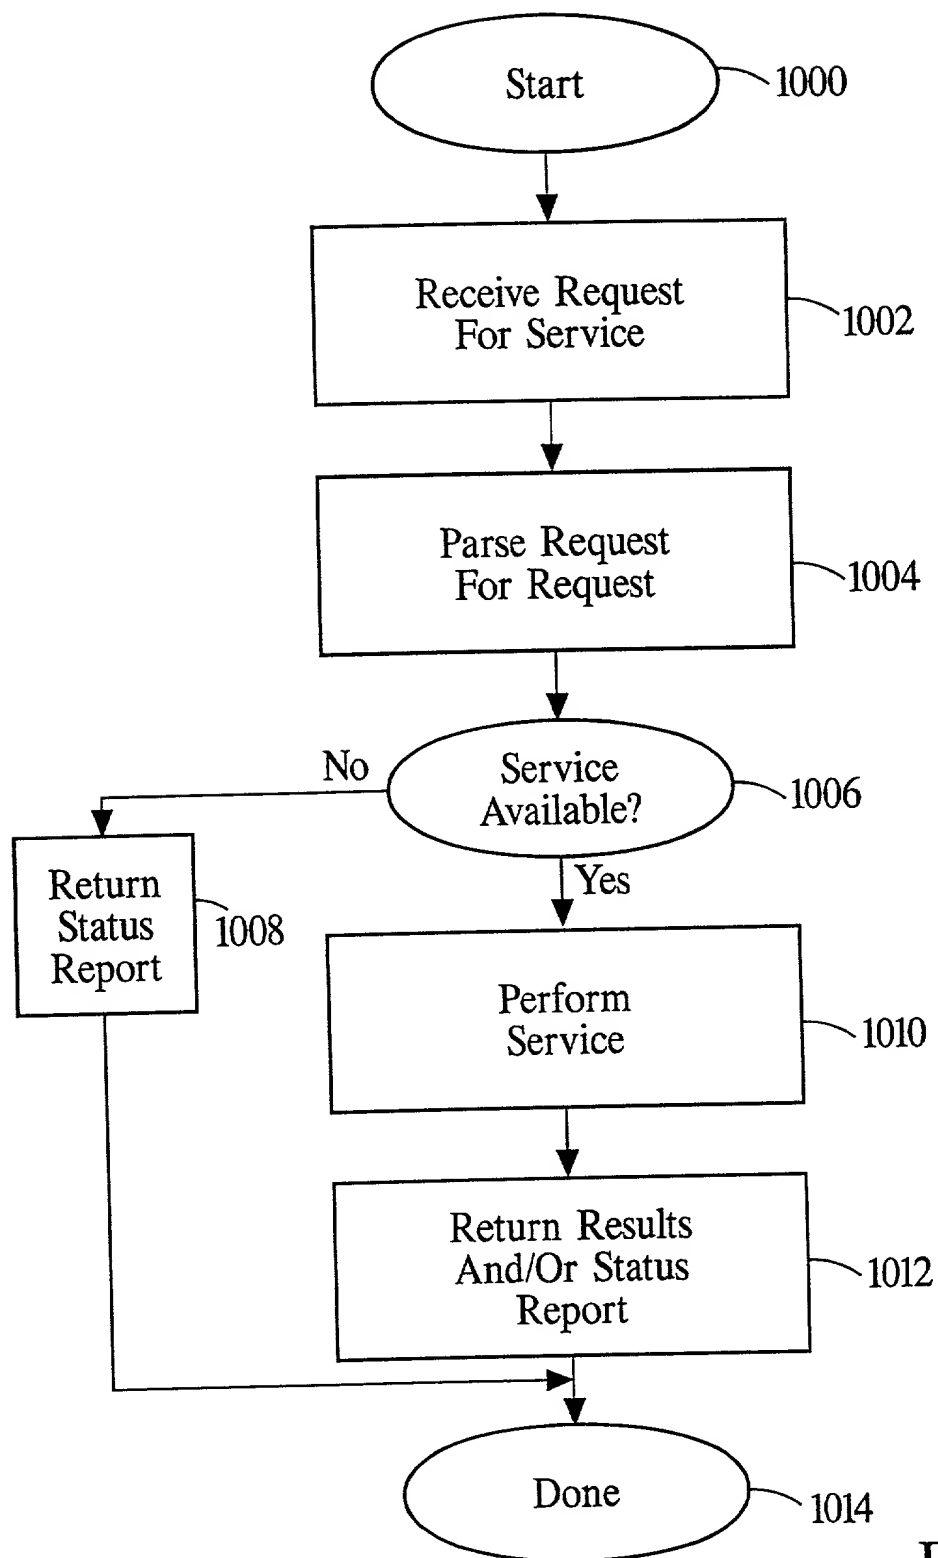 Start
1000
Receive Request
For Service
1002
Parse Request
For Request
1004
No
Service
Available?
1006
Yes
Return
Status
Report
1008
Perform
Service
1010
Return Results
And/Or Status
Report
1012
Done
1014